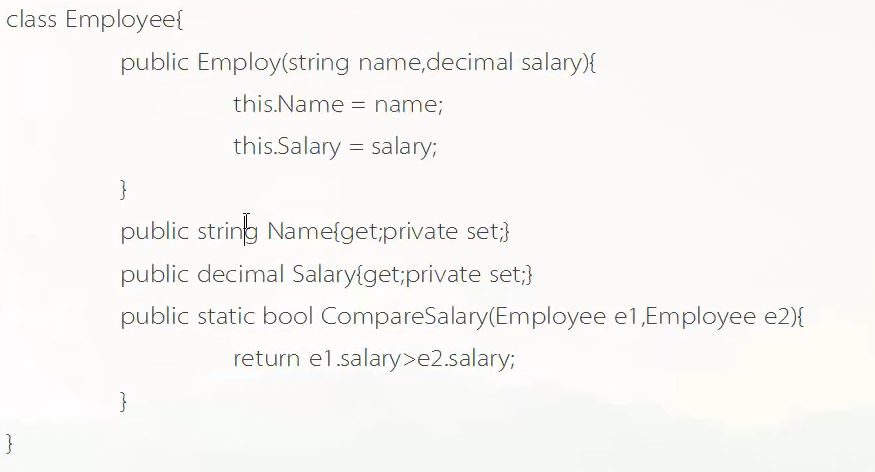 class Employee{
public Employ(string name,decimal salary){
this.Name = name;
this.Salary = salary;
}
public string Name{get;private set;}
public decimal Salary{get;private set;}
public static bool CompareSalary(Employee e1,Employee e2){
return e1.salary>e2.salary;
}
}